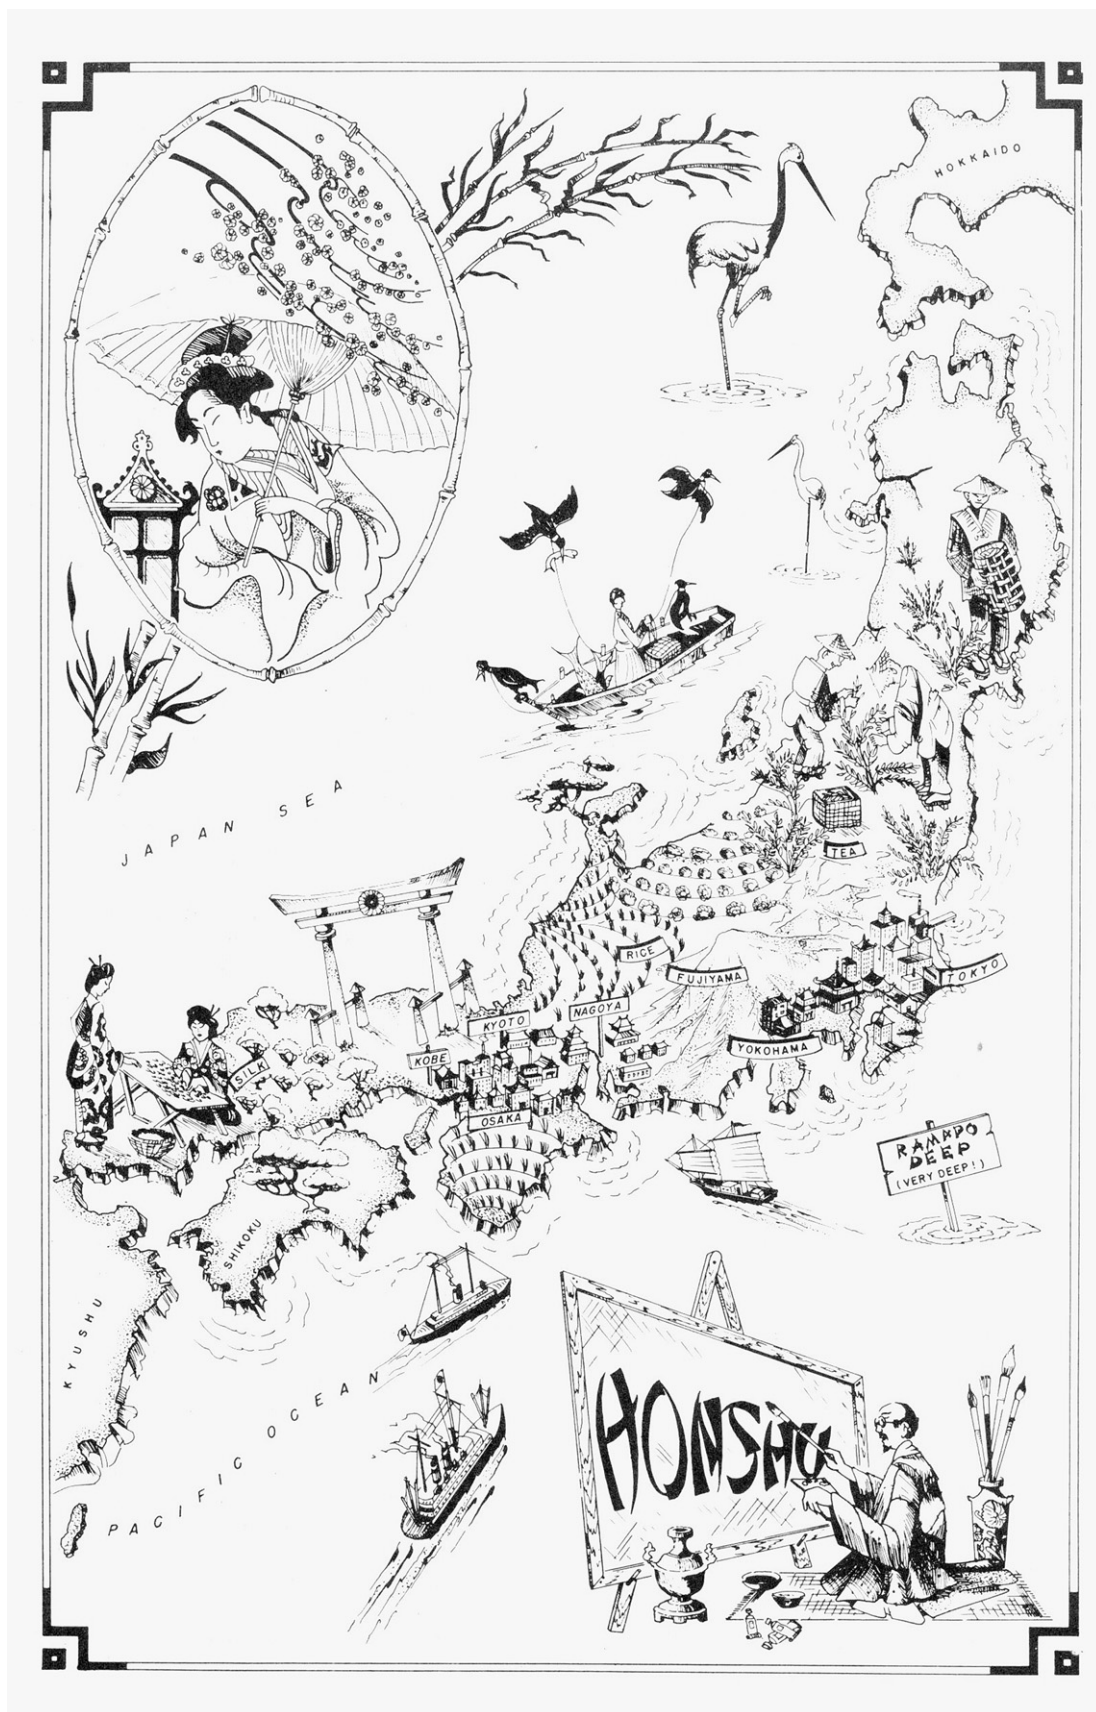 HOKKAIDO
JAPAN SEA
TEA
RICE
FUJIYAMA
TOKYO
NAGOYA
KYOTO
YOKOHAMA
KOBE
SILK
OSAKA
RAMAPO
DEEP
(VERY DEEP!)
SHIKOKU
KYUSHU
PACIFIC OCEAN
HONSHU